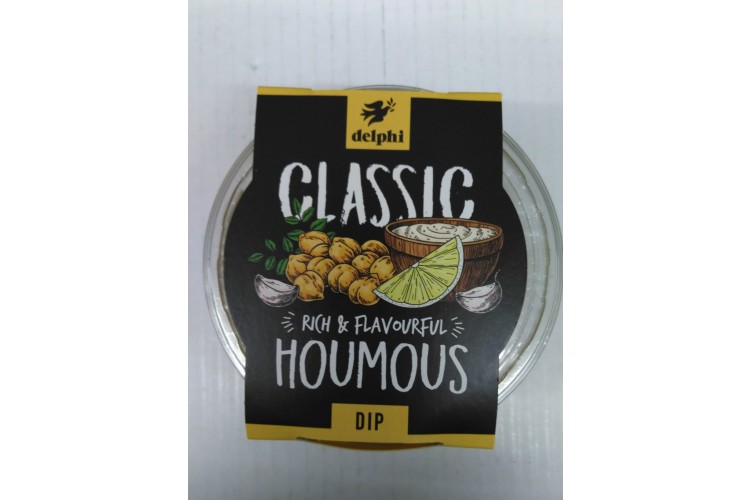 delphi
CLASSIC
RICH & FLAVOURFUL
HOUMOUS
DIP